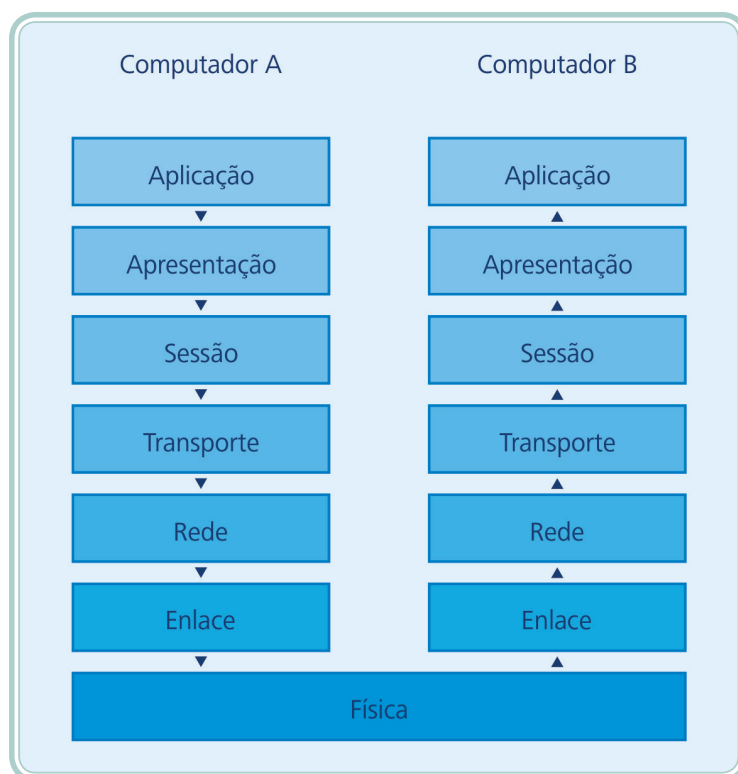 Computador A
Computador B
Aplicação
Aplicação
Apresentação
Apresentação
Sessão
Sessão
Transporte
Transporte
Rede
Rede
Enlace
Enlace
Física